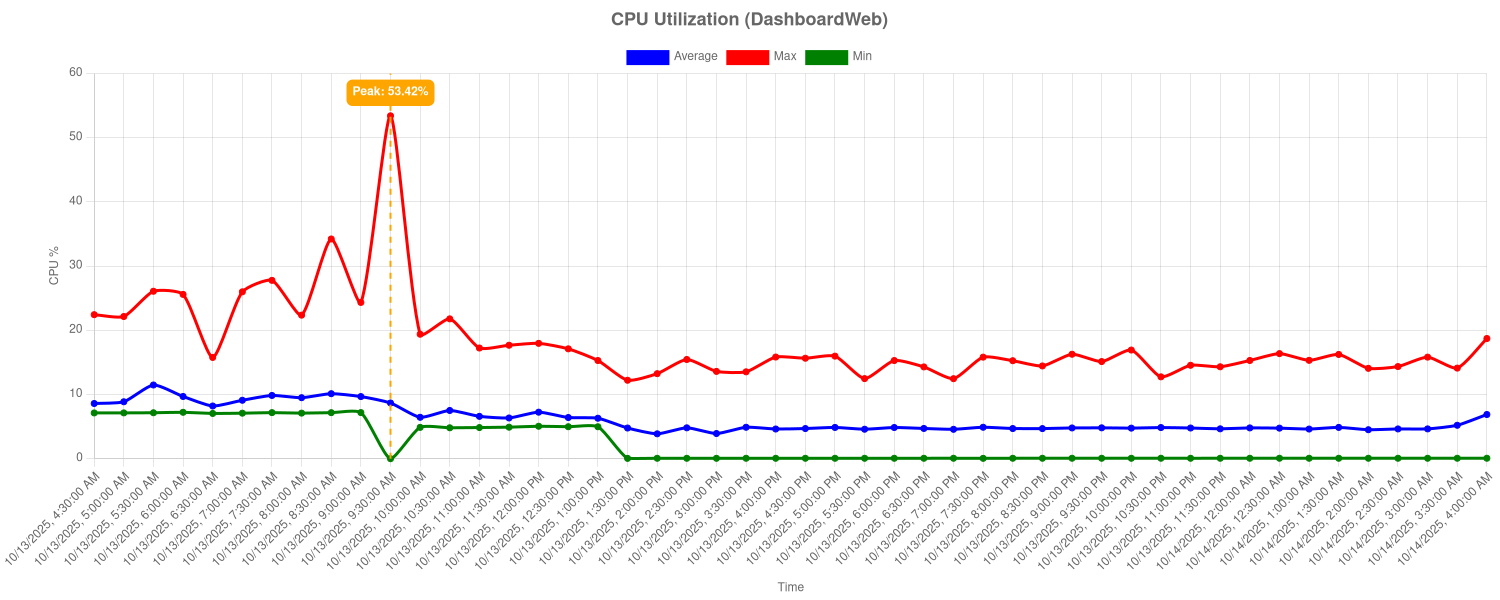 CPU Utilization (DashboardWeb)
Average Max Min
60
Peak: 53.42%
50
40
30
20
10
0
CPU %
10/13/2025, 4:30:00 AM
10/13/2025, 5:00:00 AM
10/13/2025, 5:30:00 AM
10/13/2025, 6:00:00 AM
10/13/2025, 6:30:00 AM
10/13/2025, 7:00:00 AM
10/13/2025, 7:30:00 AM
10/13/2025, 8:00:00 AM
10/13/2025, 8:30:00 AM
10/13/2025, 9:00:00 AM
10/13/2025, 9:30:00 AM
10/13/2025, 10:00:00 AM
10/13/2025, 10:30:00 AM
10/13/2025, 11:00:00 AM
10/13/2025, 11:30:00 AM
10/13/2025, 12:00:00 PM
10/13/2025, 12:30:00 PM
10/13/2025, 1:00:00 PM
10/13/2025, 1:30:00 PM
10/13/2025, 2:00:00 PM
10/13/2025, 2:30:00 PM
10/13/2025, 3:00:00 PM
10/13/2025, 3:30:00 PM
10/13/2025, 4:00:00 PM
10/13/2025, 4:30:00 PM
10/13/2025, 5:00:00 PM
10/13/2025, 5:30:00 PM
10/13/2025, 6:00:00 PM
10/13/2025, 6:30:00 PM
10/13/2025, 7:00:00 PM
10/13/2025, 7:30:00 PM
10/13/2025, 8:00:00 PM
10/13/2025, 8:30:00 PM
10/13/2025, 9:00:00 PM
10/13/2025, 9:30:00 PM
10/13/2025, 10:00:00 PM
10/13/2025, 10:30:00 PM
10/13/2025, 11:00:00 PM
10/13/2025, 11:30:00 PM
10/14/2025, 12:00:00 AM
10/14/2025, 12:30:00 AM
10/14/2025, 1:00:00 AM
10/14/2025, 1:30:00 AM
10/14/2025, 2:00:00 AM
10/14/2025, 2:30:00 AM
10/14/2025, 3:00:00 AM
10/14/2025, 3:30:00 AM
10/14/2025, 4:00:00 AM
Time